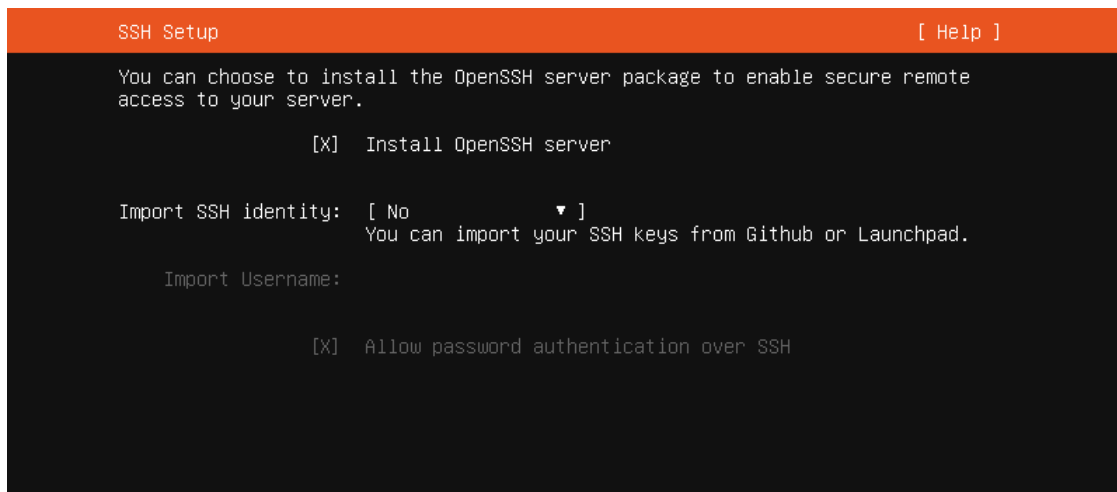 SSH Setup [ Help ]
You can choose to install the OpenSSH server package to enable secure remote
access to your server.
[X] Install OpenSSH server
Import SSH identity: [ No ▾ ]
You can import your SSH keys from Github or Launchpad.
Import Username:
[X] Allow password authentication over SSH